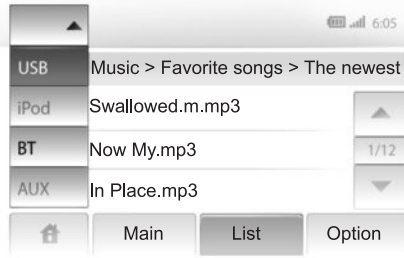 6:05
USB Music > Favorite songs > The newest
iPod Swallowed.m.mp3
BT Now My.mp3 1/12
AUX In Place.mp3
Main List Option